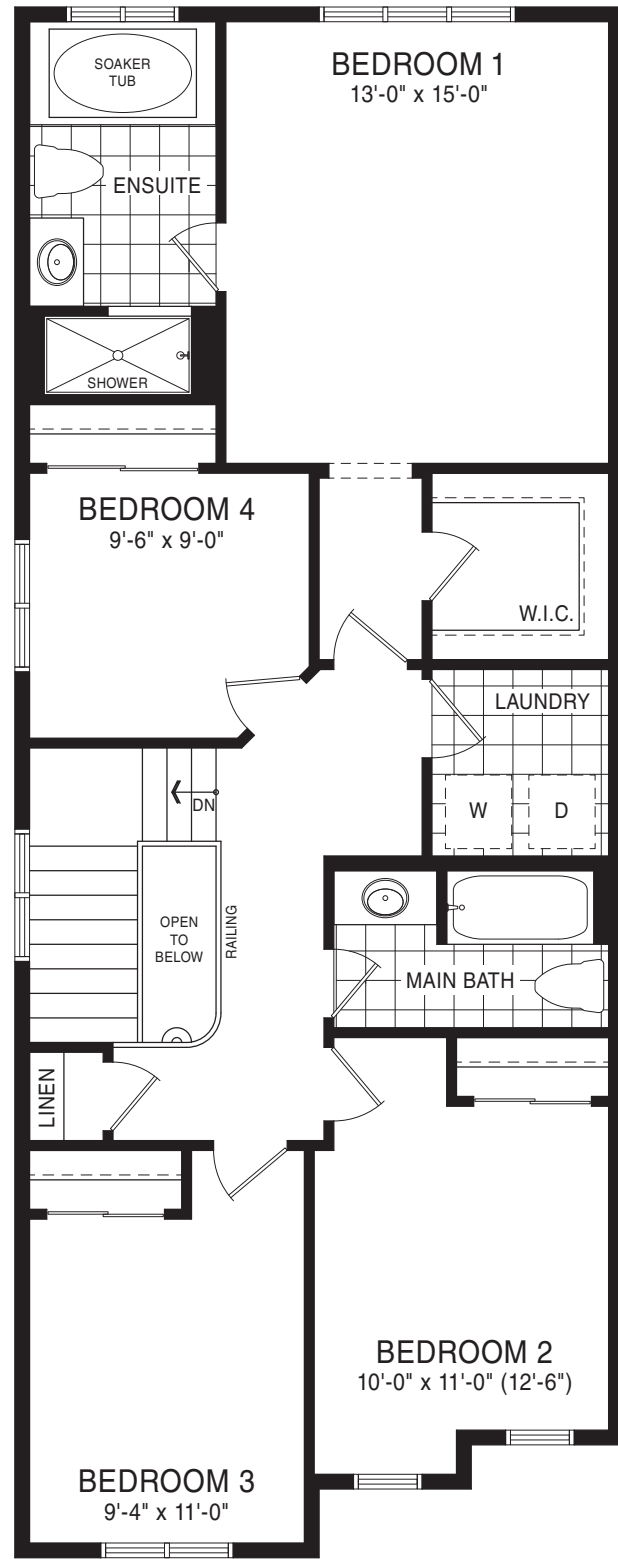 SOAKER
TUB
BEDROOM 1
13'-0" x 15'-0"
ENSUITE
SHOWER
BEDROOM 4
9'-6" x 9'-0"
W.I.C.
LAUNDRY
W
D
DN
OPEN
TO
BELOW
RAILING
MAIN BATH
LINEN
BEDROOM 2
10'-0" x 11'-0" (12'-6")
BEDROOM 3
9'-4" x 11'-0"